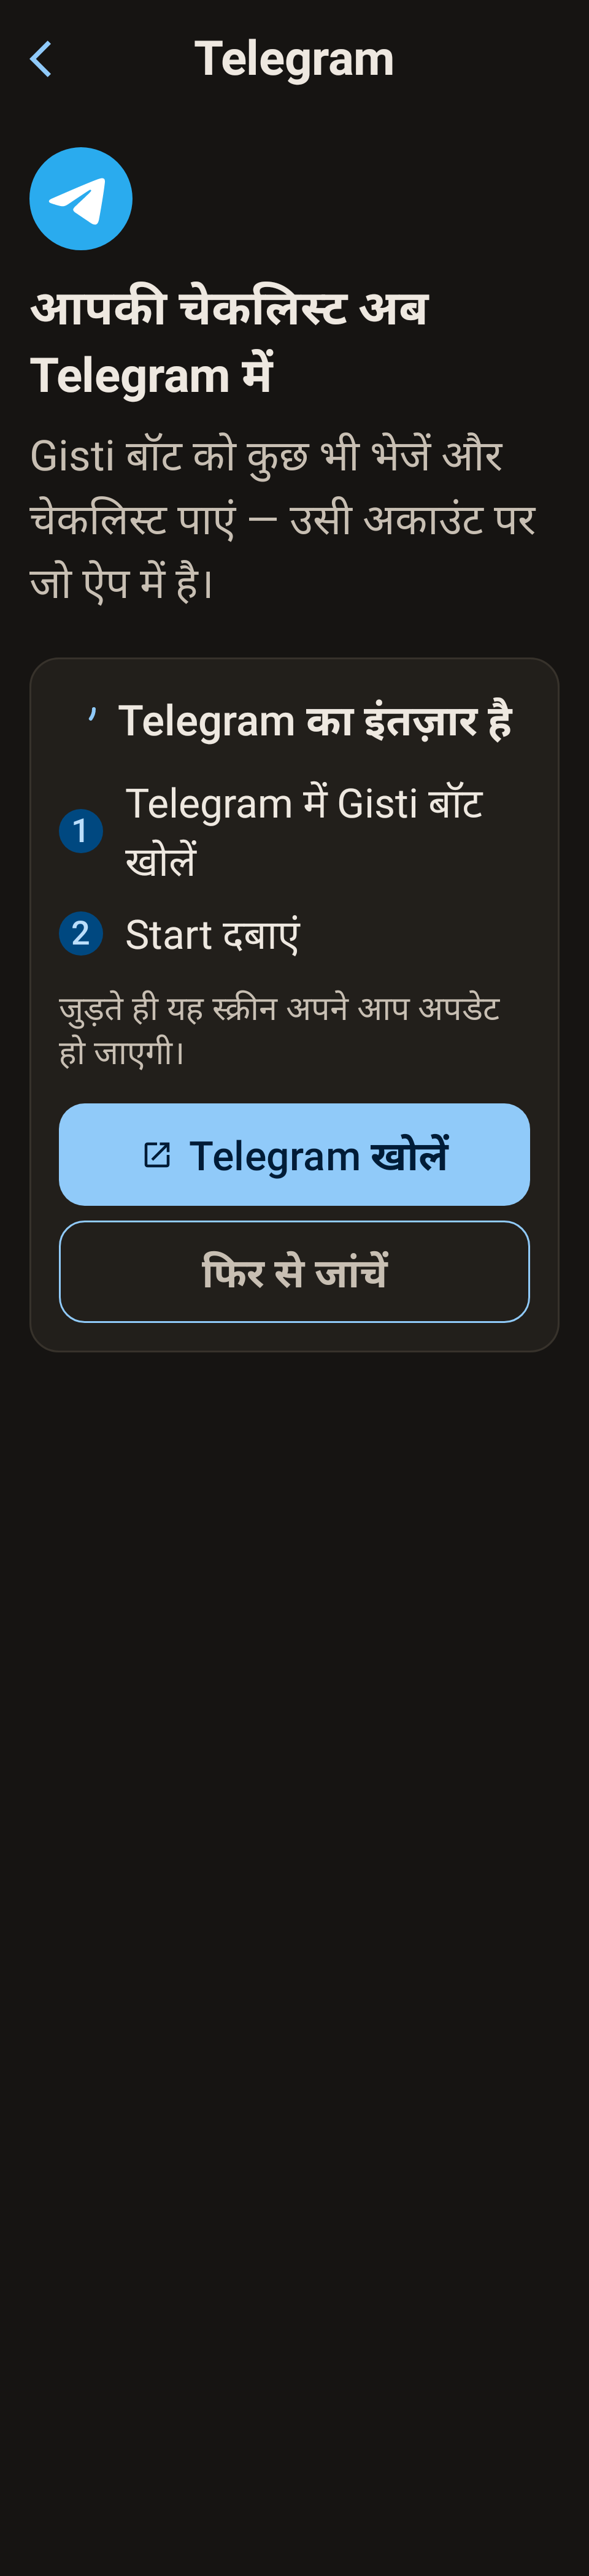 Telegram
आपकी चेकलिस्ट अब
Telegram में
Gisti बॉट को कुछ भी भेजें और
चेकलिस्ट पाएं – उसी अकाउंट पर
जो ऐप में है।
Telegram का इंतज़ार है
1 Telegram में Gisti बॉट
खोलें
2 Start दबाएं
जुड़ते ही यह स्क्रीन अपने आप अपडेट
हो जाएगी।
Telegram खोलें
फिर से जांचें